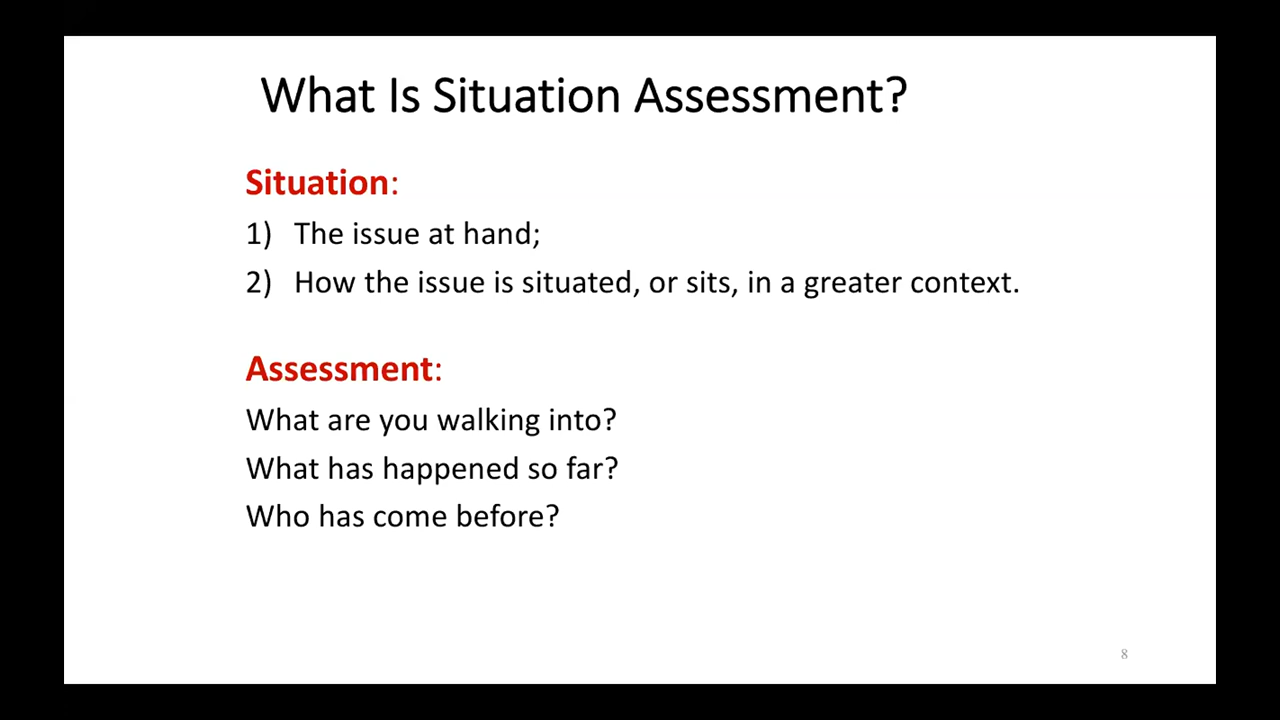 What Is Situation Assessment?
Situation:
1) The issue at hand;
2) How the issue is situated, or sits, in a greater context.
Assessment:
What are you walking into?
What has happened so far?
Who has come before?
8